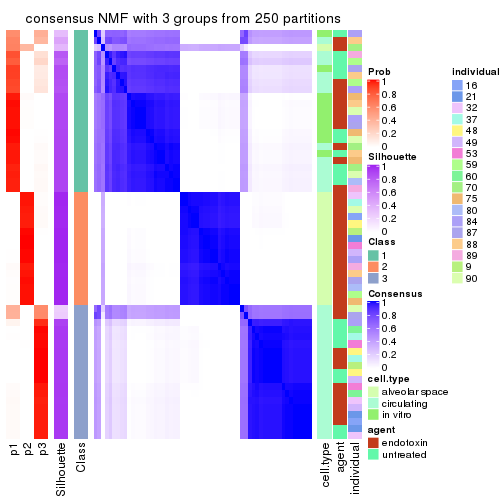 consensus NMF with 3 groups from 250 partitions
p1
p2
p3
Silhouette
Class
cell.type
agent
individual
Prob
1
0.8
0.6
0.4
0.2
0
Silhouette
1
0.8
0.6
0.4
0.2
0
Class
1
2
3
Consensus
1
0.8
0.6
0.4
0.2
0
cell.type
alveolar space
circulating
in vitro
agent
endotoxin
untreated
Individual
16
21
32
37
48
49
53
59
60
70
75
80
84
87
88
89
9
90